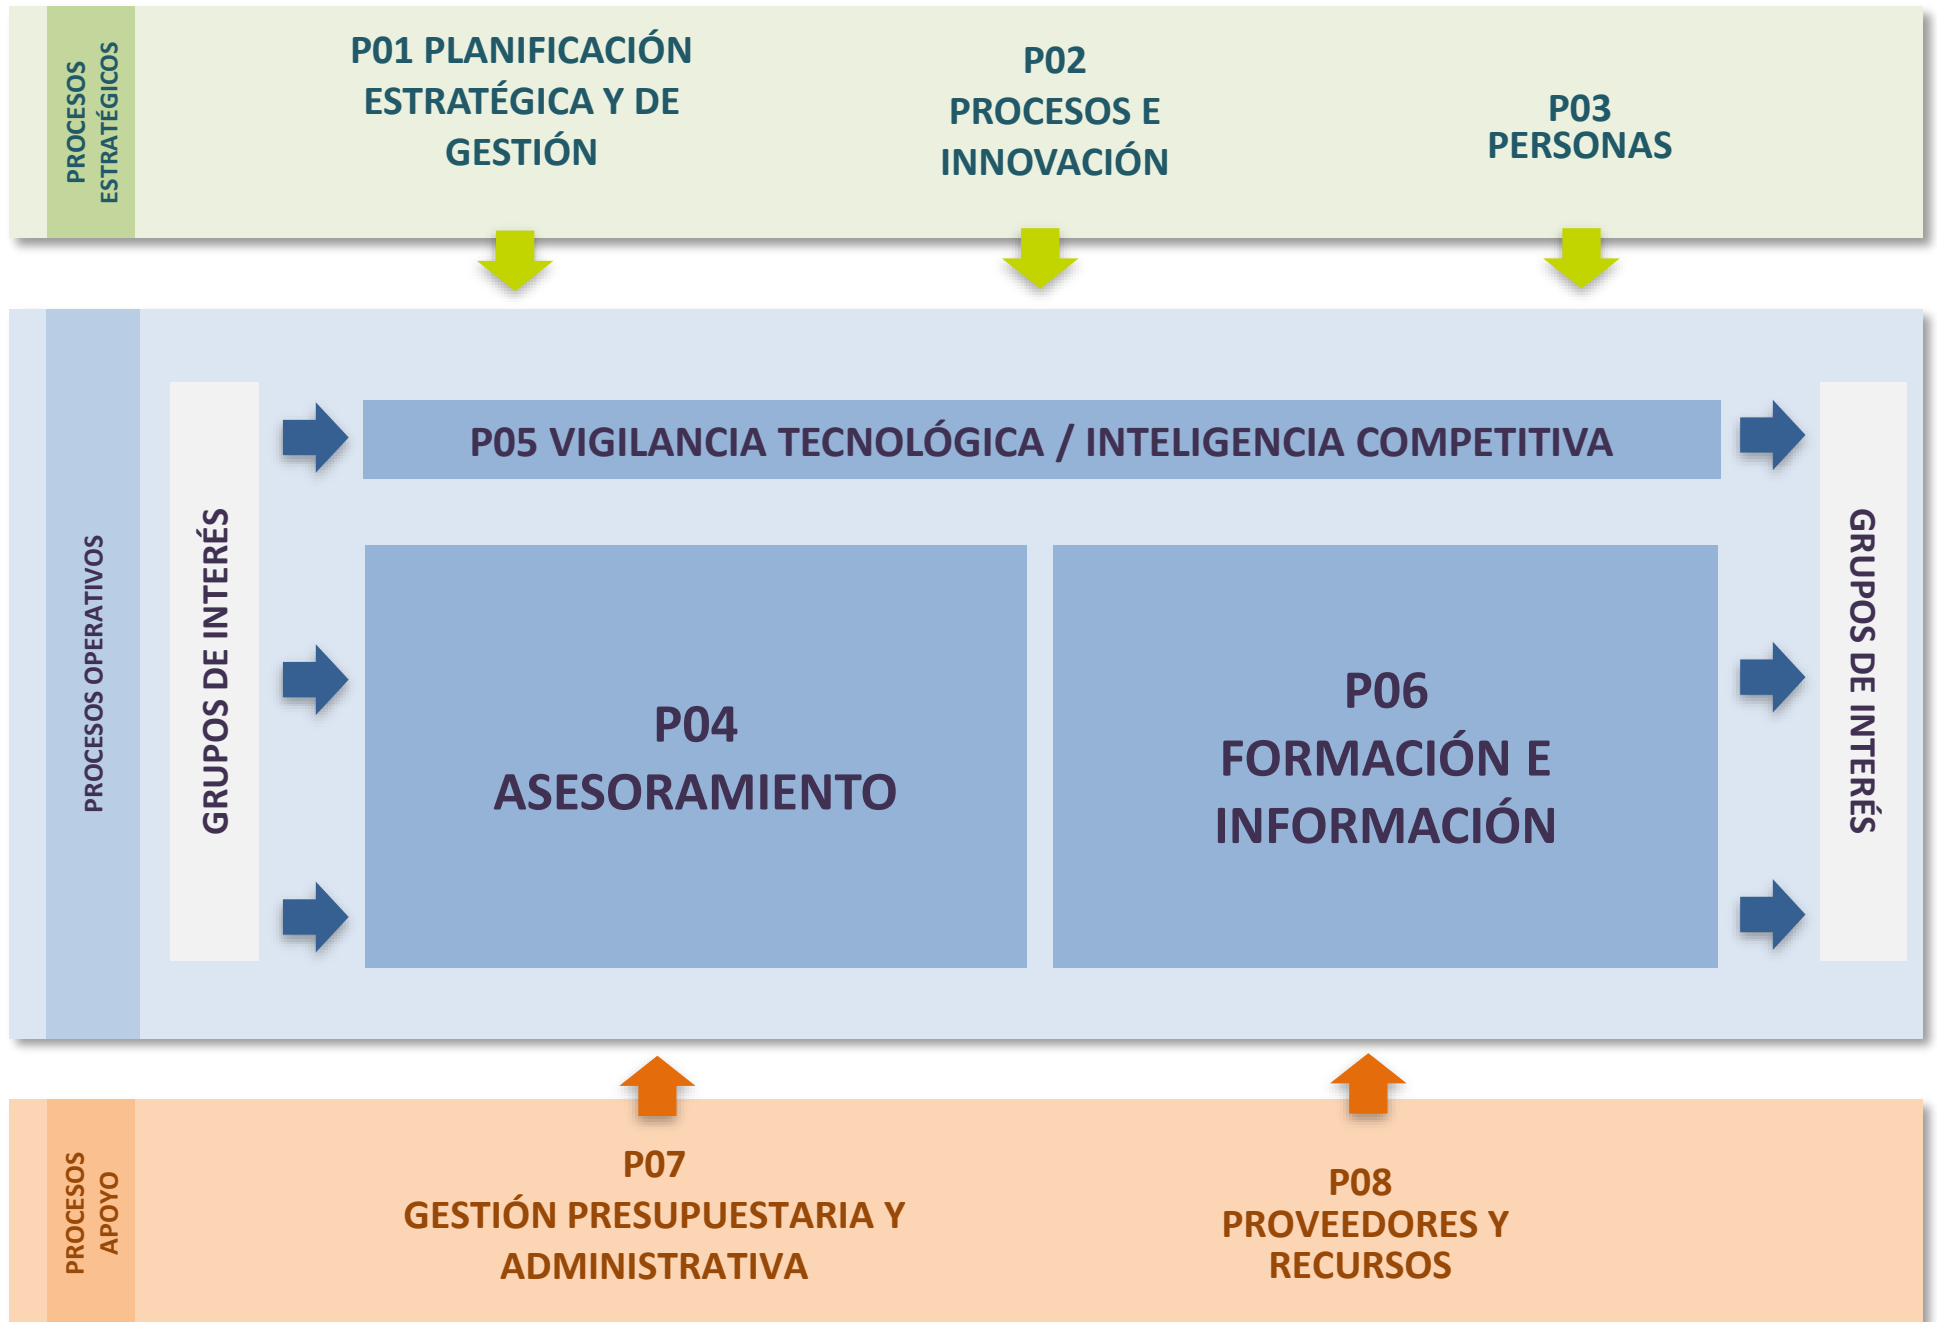 PROCESOS
ESTRATÉGICOS
P01 PLANIFICACIÓN
ESTRATÉGICA Y DE
GESTIÓN
P02
PROCESOS E
INNOVACIÓN
P03
PERSONAS
PROCESOS OPERATIVOS
GRUPOS DE INTERÉS
P05 VIGILANCIA TECNOLÓGICA / INTELIGENCIA COMPETITIVA
P04
ASESORAMIENTO
P06
FORMACIÓN E
INFORMACIÓN
GRUPOS DE INTERÉS
PROCESOS
APOYO
P07
GESTIÓN PRESUPUESTARIA Y
ADMINISTRATIVA
P08
PROVEEDORES Y
RECURSOS